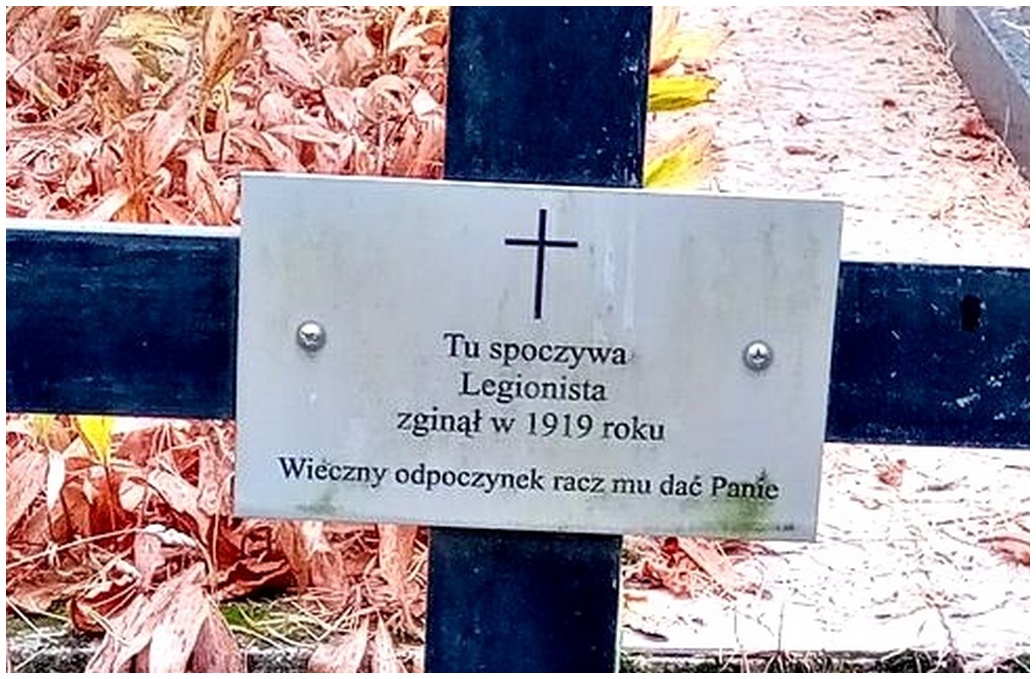 Tu spoczywa
Legionista
zginął w 1919 roku
Wieczny odpoczynek racz mu dać Panie